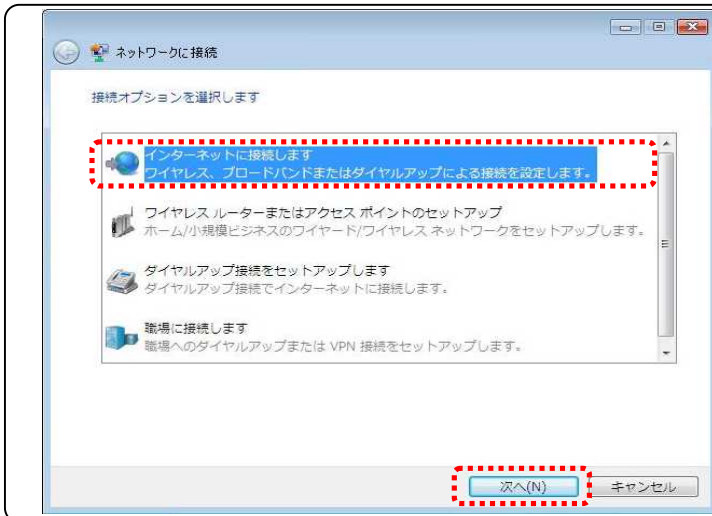 ネットワークに接続
接続オプションを選択します
インターネットに接続します
ワイヤレス、ブロードバンドまたはダイヤルアップによる接続を設定します。
ワイヤレス ルーターまたはアクセス ポイントのセットアップ
ホーム/小規模ビジネスのワイヤード/ワイヤレス ネットワークをセットアップします。
ダイヤルアップ接続をセットアップします
ダイヤルアップ接続でインターネットに接続します。
職場に接続します
職場へのダイヤルアップまたは VPN 接続をセットアップします。
次へ(N)
キャンセル